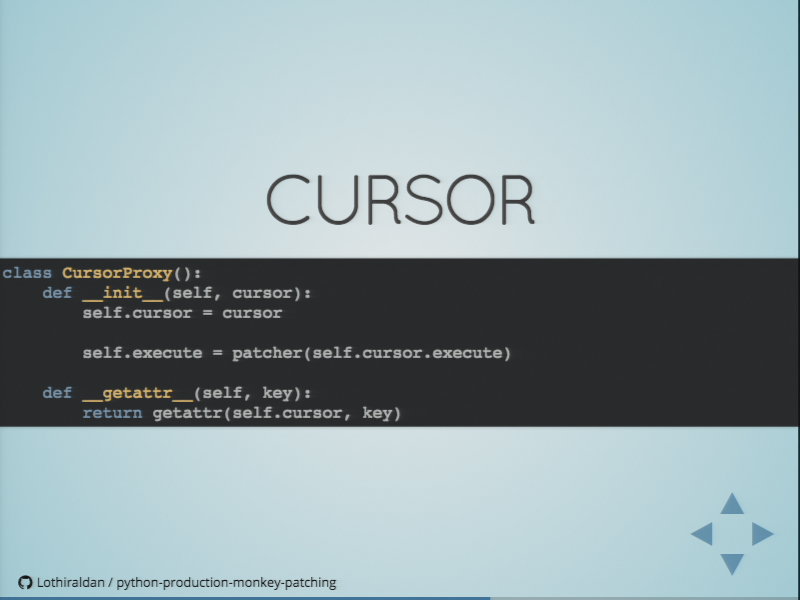 CURSOR
class CursorProxy():
    def __init__(self, cursor):
        self.cursor = cursor
        self.execute = patcher(self.cursor.execute)
    def __getattr__(self, key):
        return getattr(self.cursor, key)
Lothiraldan / python-production-monkey-patching